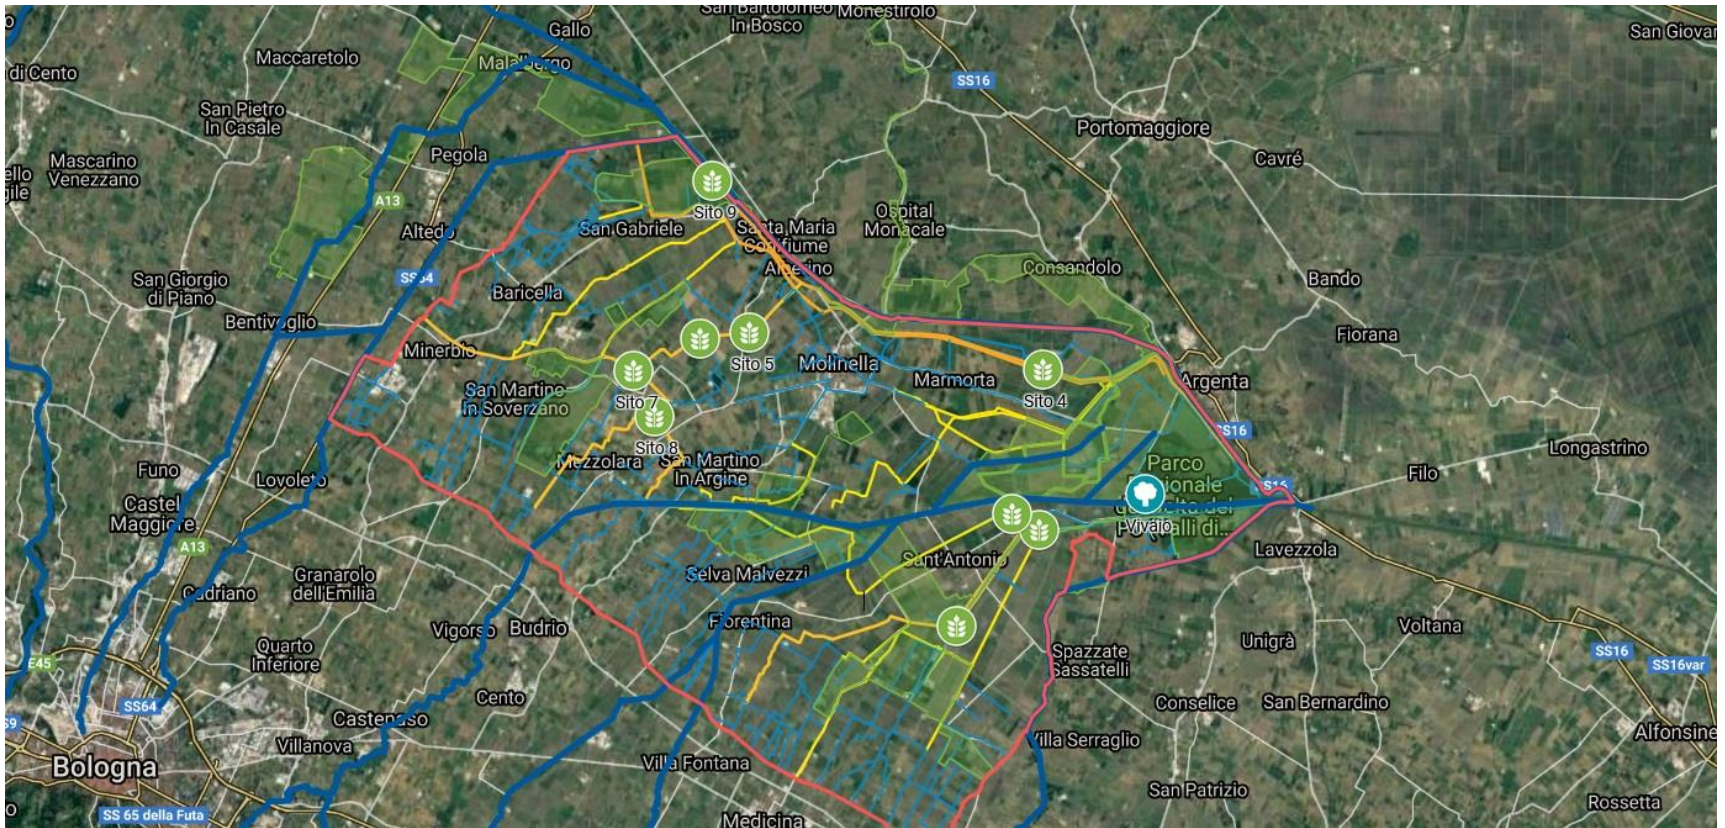 San Bartolomeo
In Bosco
Monestirolo
Gallo
San Giovan
Maccaretolo
Malalbergo
di Cento
SS16
San Pietro
In Casale
Portomaggiore
Pegola
Cavré
Mascarino
Venezzano
A13
Sito 9
Ospital
Monacale
Altedo
San Gabriele
Santa Maria
Codifiume
Alberino
Consandolo
San Giorgio
di Piano
SS64
Baricella
Bando
Bentivoglio
Fiorana
Minerbio
Sito 5
Molinella
Marmorta
Argenta
San Martino
In Soverzano
Sito 7
Sito 4
SS16
Sito 8
Longastrino
Funo
Lovoleto
Mezzolara
San Martino
In Argine
Parco
Regionale
Filo
SS16
Castel
Maggiore
Vivaio
A13
Lavezzola
Granarolo
dell'Emilia
Selva Malvezzi
Sant'Antonio
Cadriano
Vigorso
Budrio
Fiorentina
Voltana
Quarto
Inferiore
Unigrà
Spazzate
Sassatelli
SS16
SS16var
E45
Cento
Conselice
San Bernardino
SS64
Castenaso
Villanova
Villa Serraglio
Alfonsine
Bologna
Villa Fontana
San Patrizio
Rossetta
SS 65 della Futa
Medicina